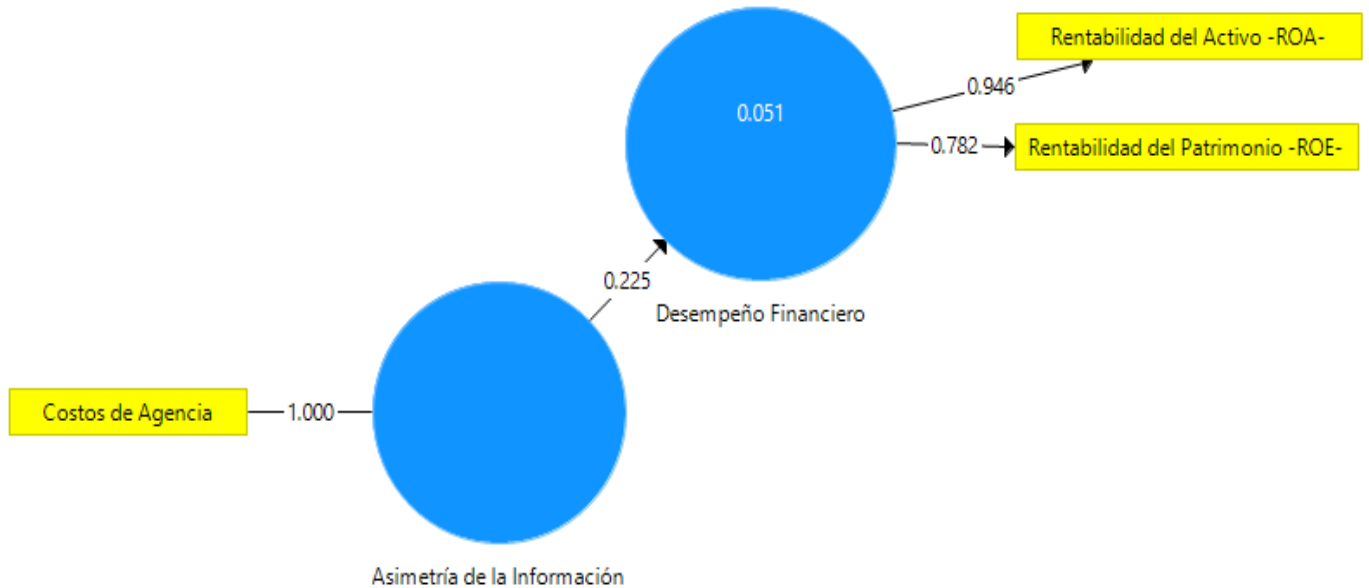 Rentabilidad del Activo -ROA-
0.946
0.051
0.782
Rentabilidad del Patrimonio -ROE-
0.225
Desempeño Financiero
Costos de Agencia
1.000
Asimetría de la Información